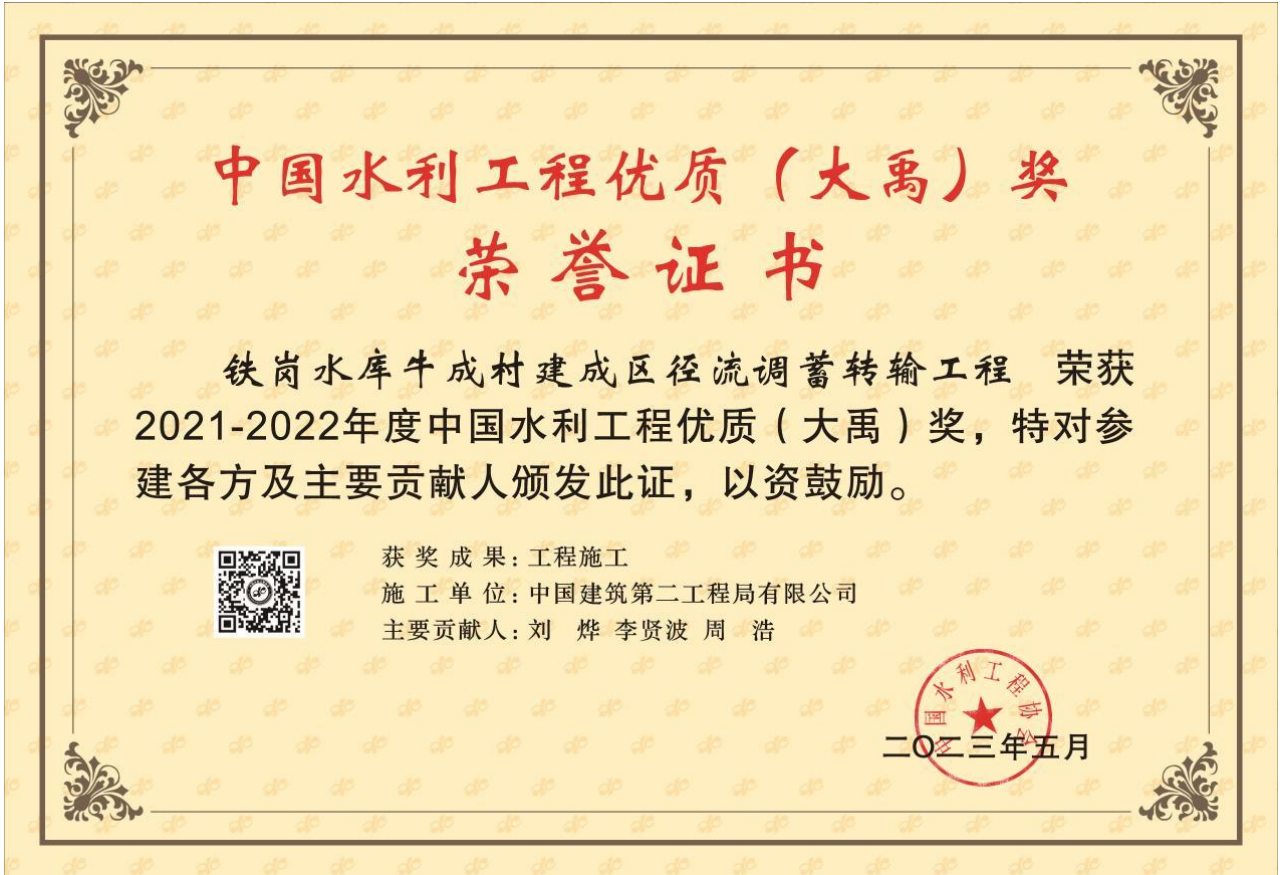 中国水利工程优质（大禹）奖
荣誉证书
铁岗水库牛成村建成区径流调蓄转输工程 荣获
2021-2022年度中国水利工程优质（大禹）奖，特对参
建各方及主要贡献人颁发此证，以资鼓励。
获奖成果：工程施工
施工单位：中国建筑第二工程局有限公司
主要贡献人：刘 烨 李贤波 周 浩
中国水利工程协会
二〇二三年五月